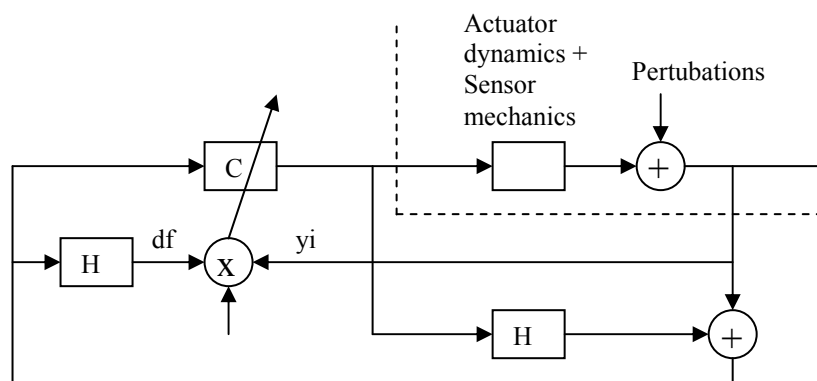 Actuator
dynamics +
Sensor
mechanics
Pertubations
C
+
H
df
x
yi
H
+